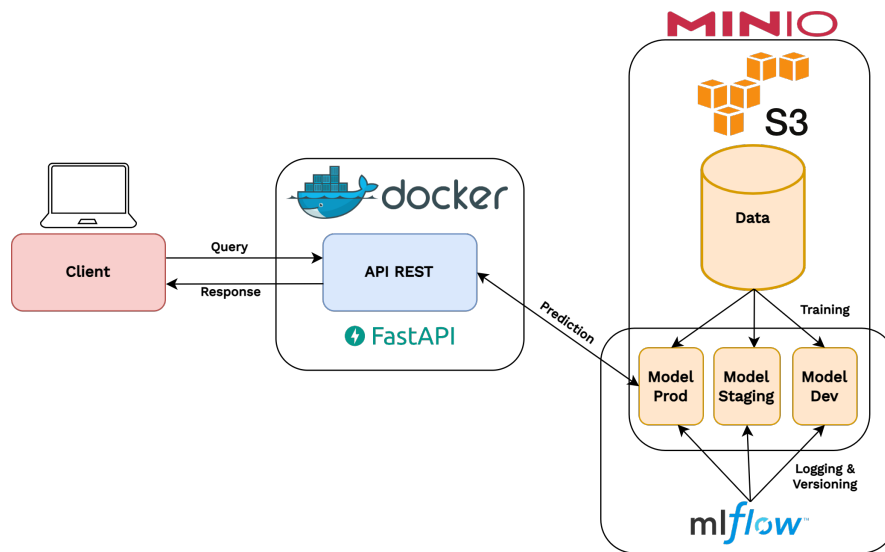 MINIO
S3
docker
Data
Query
Client
API REST
Response
Training
Prediction
FastAPI
Model
Prod
Model
Staging
Model
Dev
Logging &
Versioning
mlflow™